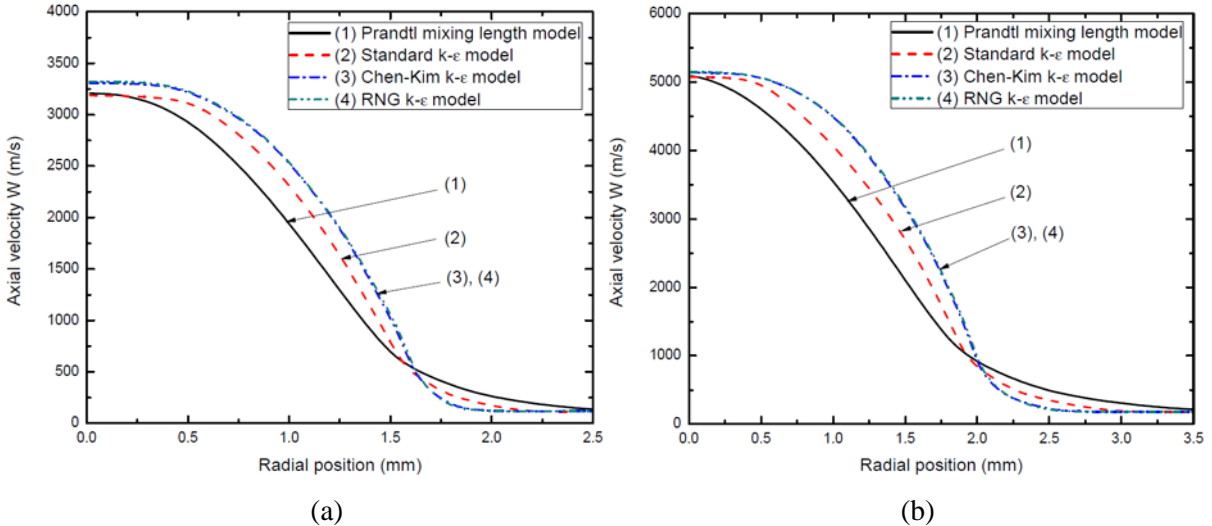 (1) Prandtl mixing length model
(2) Standard k-ε model
(3) Chen-Kim k-ε model
(4) RNG k-ε model
4000
3500
3000
2500
2000
1500
1000
500
0
Axial velocity W (m/s)
(1)
(2)
(3), (4)
0.0 0.5 1.0 1.5 2.0 2.5
Radial position (mm)
(a)
(1) Prandtl mixing length model
(2) Standard k-ε model
(3) Chen-Kim k-ε model
(4) RNG k-ε model
6000
5000
4000
3000
2000
1000
0
Axial velocity W (m/s)
(1)
(2)
(3), (4)
0.0 0.5 1.0 1.5 2.0 2.5 3.0 3.5
Radial position (mm)
(b)